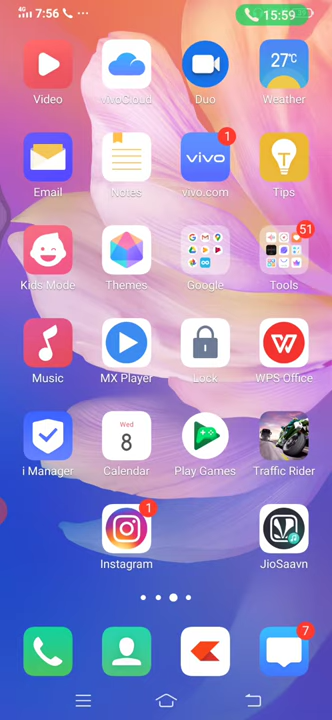 4G 7:56 ...
15:59
Video
vivoCloud
Duo
27℃
Weather
Email
Notes
vivo
1
vivo.com
T
Tips
Kids Mode
Themes
Google
51
Tools
Music
MX Player
Lock
W
WPS Office
i Manager
Wed
8
Calendar
Play Games
Traffic Rider
1
Instagram
JioSaavn
7